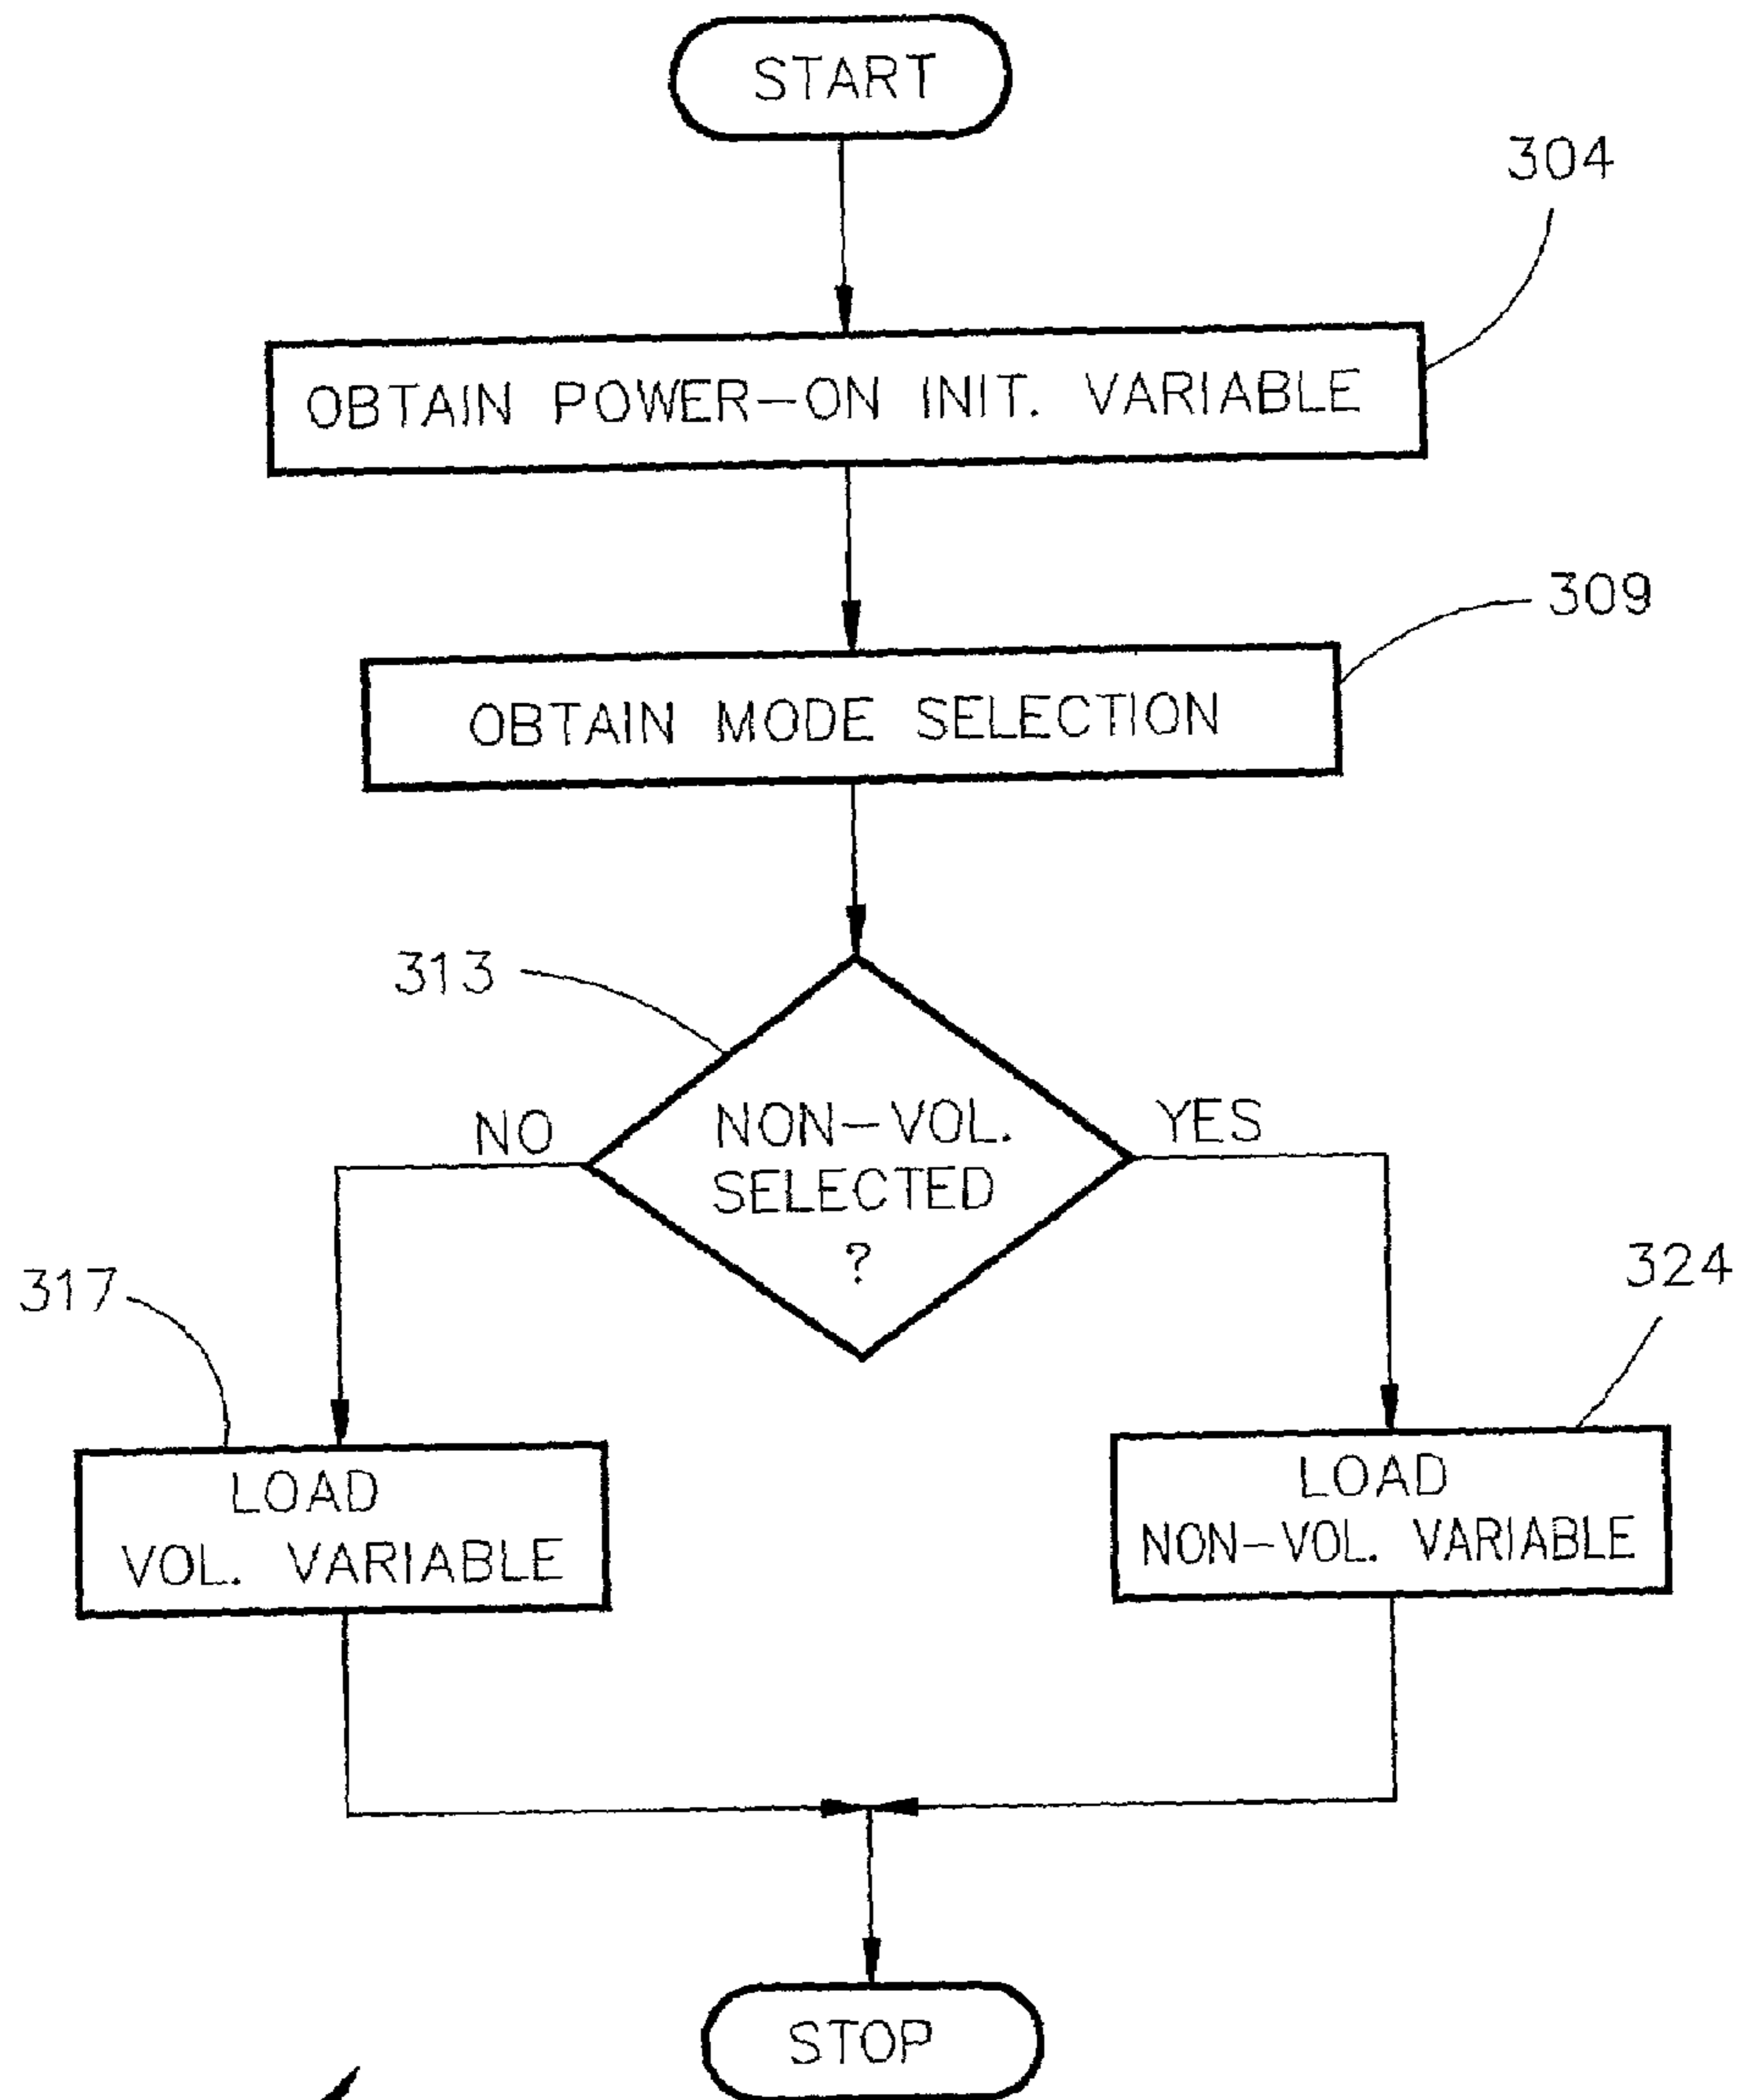 START
304
OBTAIN POWER-ON INIT. VARIABLE
309
OBTAIN MODE SELECTION
313
NO
NON-VOL.
SELECTED
?
YES
317
324
LOAD
VOL. VARIABLE
LOAD
NON-VOL. VARIABLE
STOP